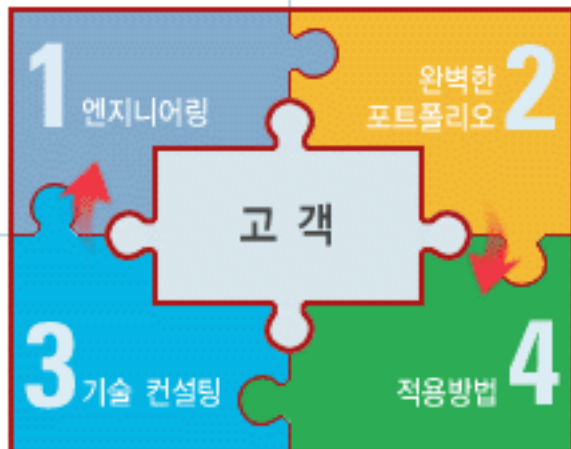 1 엔지니어링
완벽한
포트폴리오 2
고 객
3 기술 컨설팅
적용방법 4